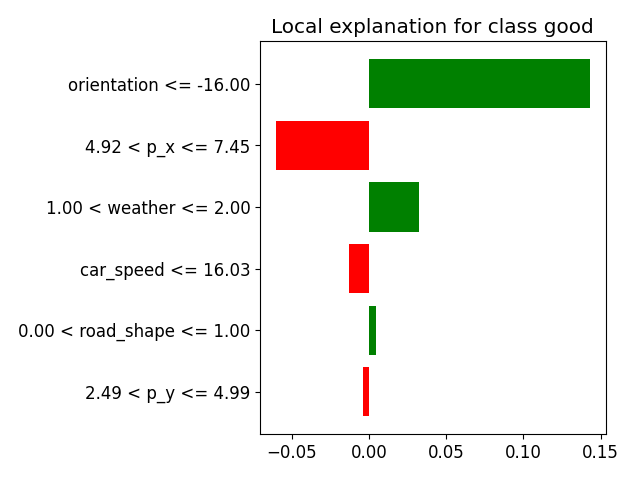 Local explanation for class good
orientation <= -16.00
4.92 < p_x <= 7.45
1.00 < weather <= 2.00
car_speed <= 16.03
0.00 < road_shape <= 1.00
2.49 < p_y <= 4.99
−0.05 0.00 0.05 0.10 0.15